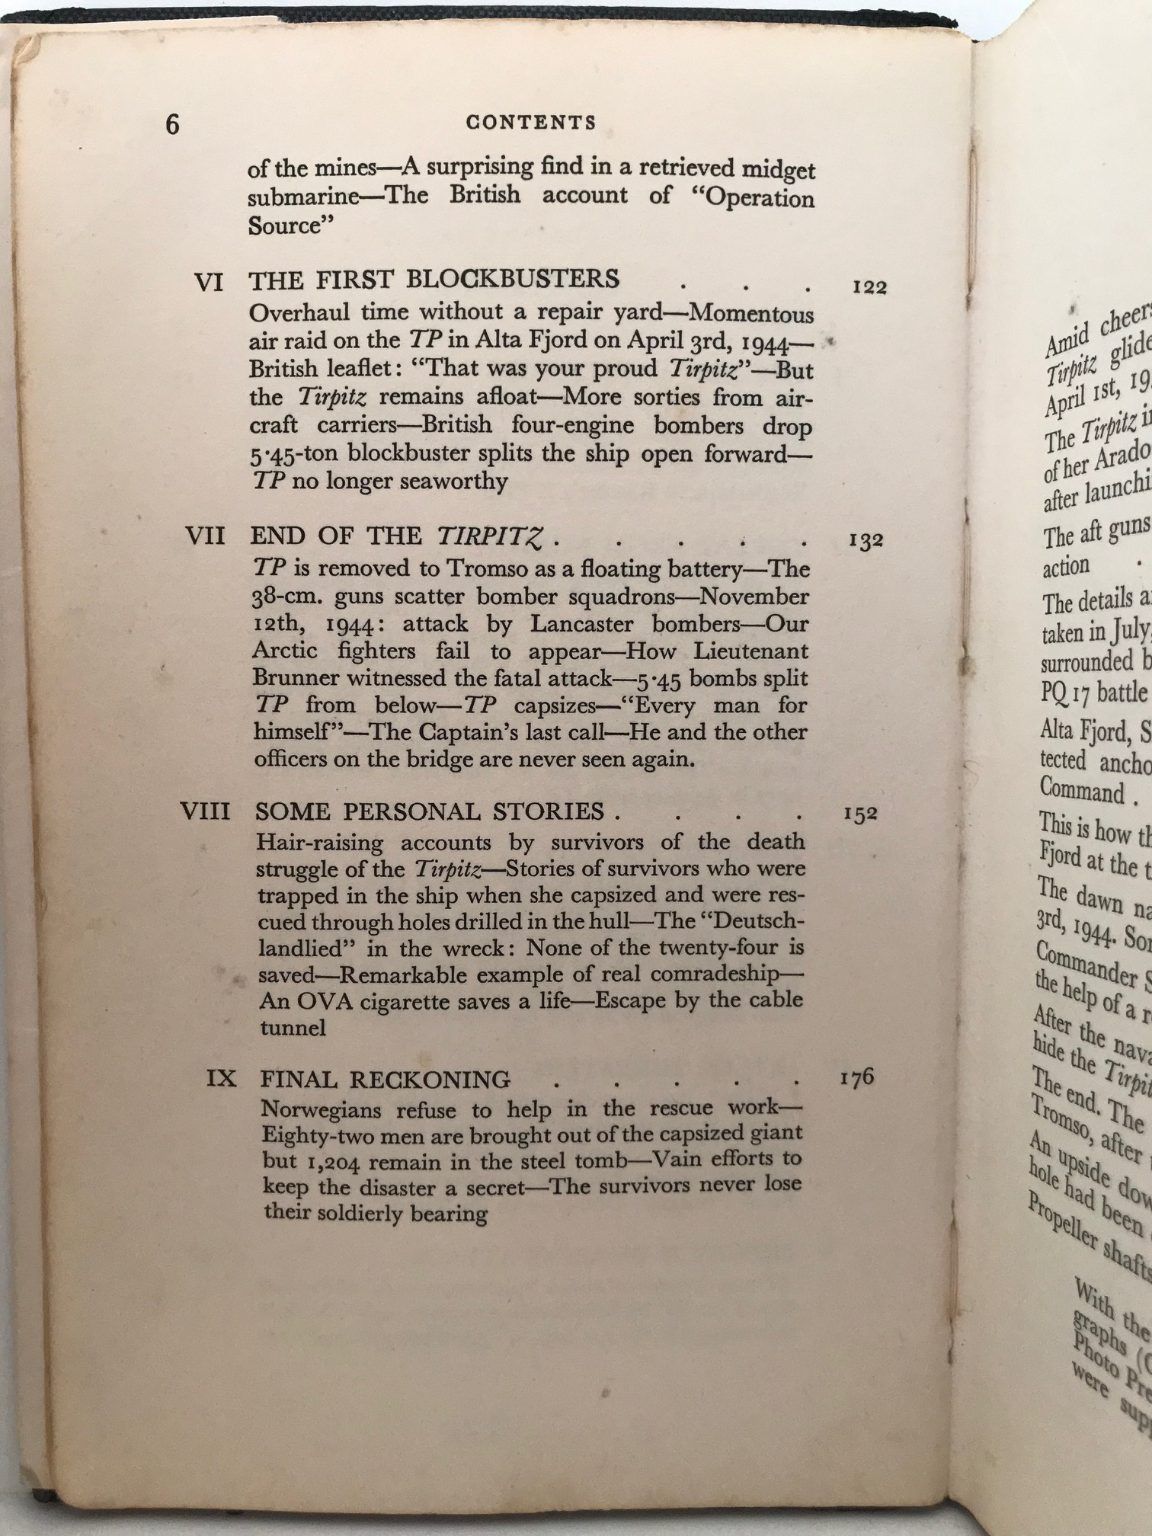 6 CONTENTS
of the mines—A surprising find in a retrieved midget
submarine—The British account of “Operation
Source”
VI THE FIRST BLOCKBUSTERS . . . 122
Overhaul time without a repair yard—Momentous
air raid on the TP in Alta Fjord on April 3rd, 1944—
British leaflet: “That was your proud Tirpitz”—But
the Tirpitz remains afloat—More sorties from air-
craft carriers—British four-engine bombers drop
5·45-ton blockbuster splits the ship open forward—
TP no longer seaworthy
VII END OF THE TIRPITZ . . . . . 132
TP is removed to Tromso as a floating battery—The
38-cm. guns scatter bomber squadrons—November
12th, 1944: attack by Lancaster bombers—Our
Arctic fighters fail to appear—How Lieutenant
Brunner witnessed the fatal attack—5·45 bombs split
TP from below—TP capsizes—“Every man for
himself”—The Captain’s last call—He and the other
officers on the bridge are never seen again.
VIII SOME PERSONAL STORIES . . . . 152
Hair-raising accounts by survivors of the death
struggle of the Tirpitz—Stories of survivors who were
trapped in the ship when she capsized and were res-
cued through holes drilled in the hull—The “Deutsch-
landlied” in the wreck: None of the twenty-four is
saved—Remarkable example of real comradeship—
An OVA cigarette saves a life—Escape by the cable
tunnel
IX FINAL RECKONING . . . . . 176
Norwegians refuse to help in the rescue work—
Eighty-two men are brought out of the capsized giant
but 1,204 remain in the steel tomb—Vain efforts to
keep the disaster a secret—The survivors never lose
their soldierly bearing
Amid cheers
Tirpitz glide
April 1st, 19
The Tirpitz in
of her Arado
after launchi
The aft guns
action .
The details a
taken in July,
surrounded b
PQ 17 battle
Alta Fjord, S
tected ancho
Command .
This is how th
Fjord at the t
The dawn na
3rd, 1944. Sor
Commander S
the help of a r
After the nava
hide the Tirpit
The end. The
Tromso, after
An upside dow
hole had been
Propeller shafts
With the
graphs (
Photo Pre
were supp